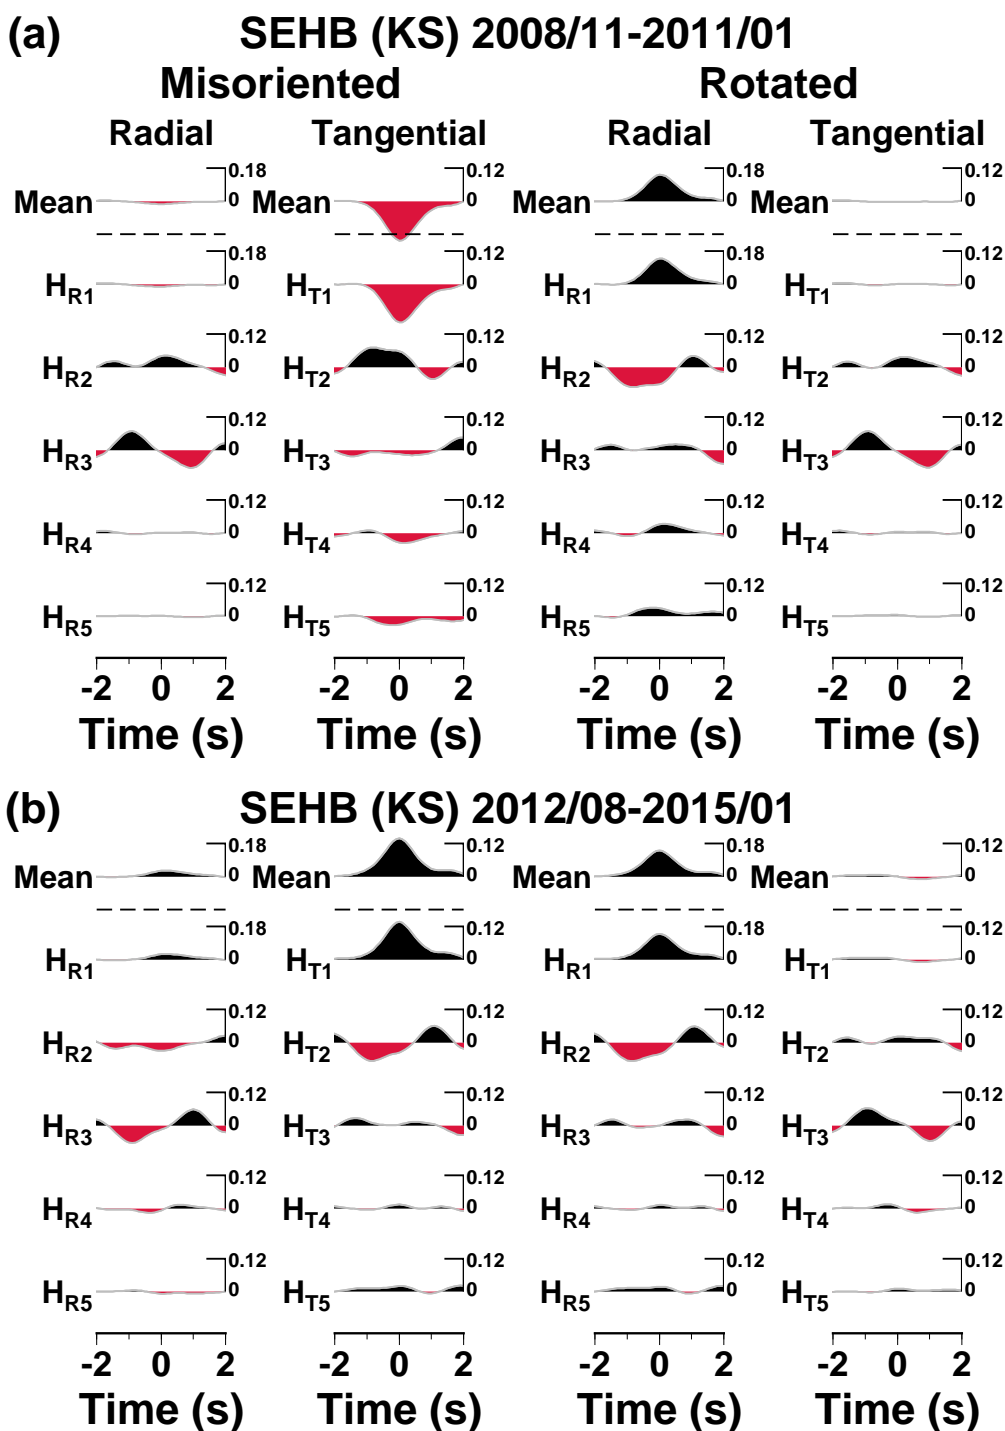 (a) SEHB (KS) 2008/11-2011/01
Misoriented Rotated
Radial Tangential Radial Tangential
Mean 0.18 0 Mean 0.12 0 Mean 0.18 0 Mean 0.12 0
HR1 0.18 0 HT1 0.12 0 HR1 0.18 0 HT1 0.12 0
HR2 0.12 0 HT2 0.12 0 HR2 0.12 0 HT2 0.12 0
HR3 0.12 0 HT3 0.12 0 HR3 0.12 0 HT3 0.12 0
HR4 0.12 0 HT4 0.12 0 HR4 0.12 0 HT4 0.12 0
HR5 0.12 0 HT5 0.12 0 HR5 0.12 0 HT5 0.12 0
-2 0 2 -2 0 2 -2 0 2 -2 0 2
Time (s) Time (s) Time (s) Time (s)
(b) SEHB (KS) 2012/08-2015/01
Mean 0.18 0 Mean 0.12 0 Mean 0.18 0 Mean 0.12 0
HR1 0.18 0 HT1 0.12 0 HR1 0.18 0 HT1 0.12 0
HR2 0.12 0 HT2 0.12 0 HR2 0.12 0 HT2 0.12 0
HR3 0.12 0 HT3 0.12 0 HR3 0.12 0 HT3 0.12 0
HR4 0.12 0 HT4 0.12 0 HR4 0.12 0 HT4 0.12 0
HR5 0.12 0 HT5 0.12 0 HR5 0.12 0 HT5 0.12 0
-2 0 2 -2 0 2 -2 0 2 -2 0 2
Time (s) Time (s) Time (s) Time (s)